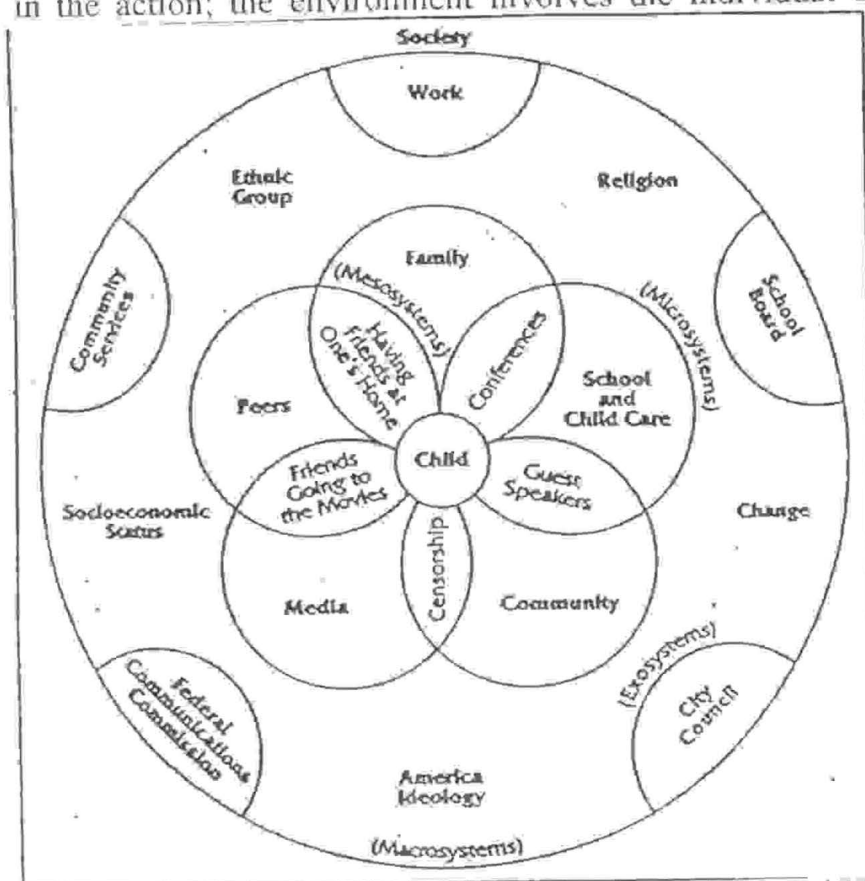 in the action; the environment involves the individual
Society
Work
Ethnic
Group
Religion
Family
(Mesosystems)
(Microsystems)
Community
Services
School
Board
Having
Friends at
One's Home
Conferences
Peers
School
and
Child Care
Child
Friends
Going to
the Movies
Guest
Speakers
Socioeconomic
Status
Change
Censorship
Media
Community
(Exosystems)
Federal
Communications
Commission
City
Council
America
Ideology
(Macrosystems)